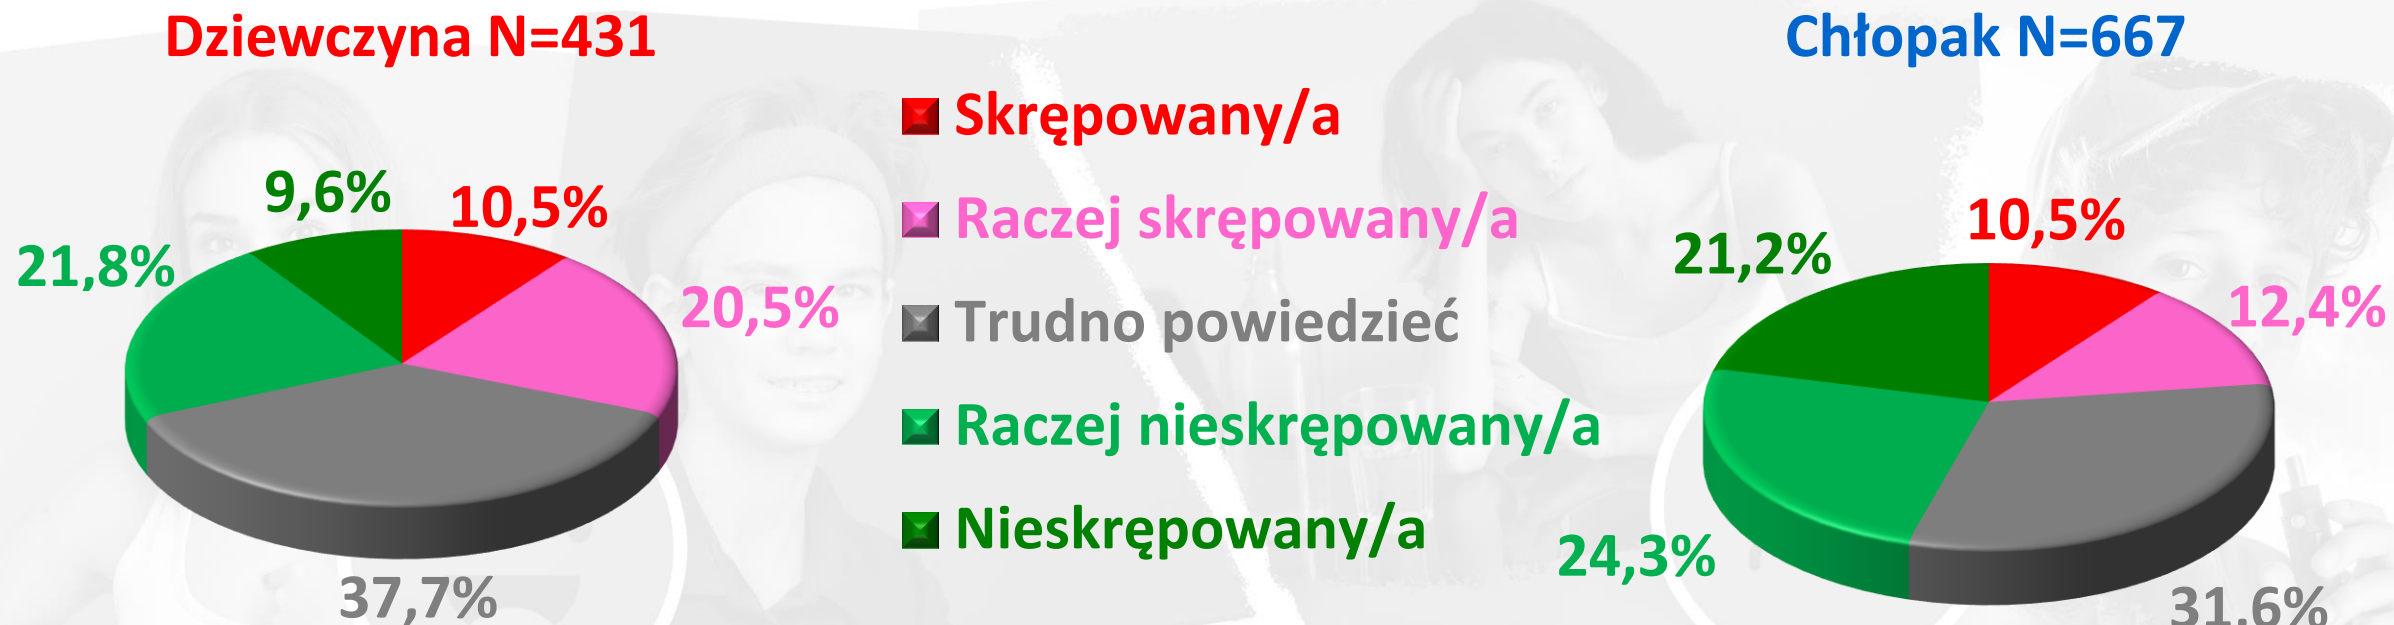 Dziewczyna N=431
9,6%
10,5%
21,8%
20,5%
37,7%
Skrępowany/a
Raczej skrępowany/a
Trudno powiedzieć
Raczej nieskrępowany/a
Nieskrępowany/a
Chłopak N=667
10,5%
21,2%
12,4%
24,3%
31,6%